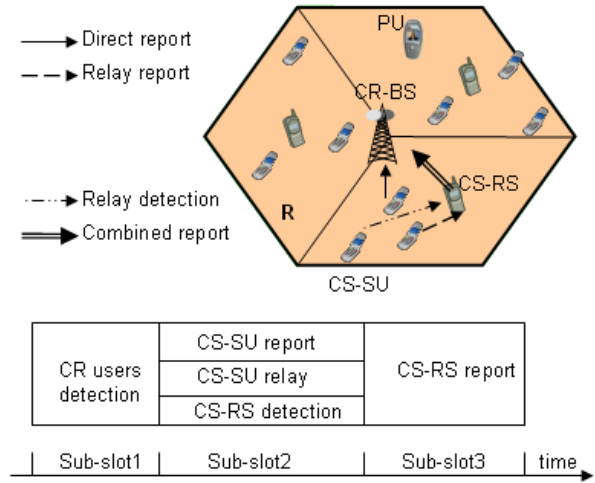 Direct report
Relay report
PU
CR-BS
CS-RS
Relay detection
Combined report
R
CS-SU
CR users
detection
CS-SU report
CS-SU relay
CS-RS detection
CS-RS report
Sub-slot1
Sub-slot2
Sub-slot3
time